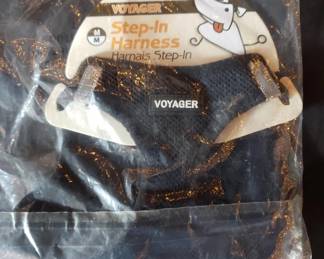 VOYAGER
Step-In
Harness
Harnais Step-In
M
M
VOYAGER